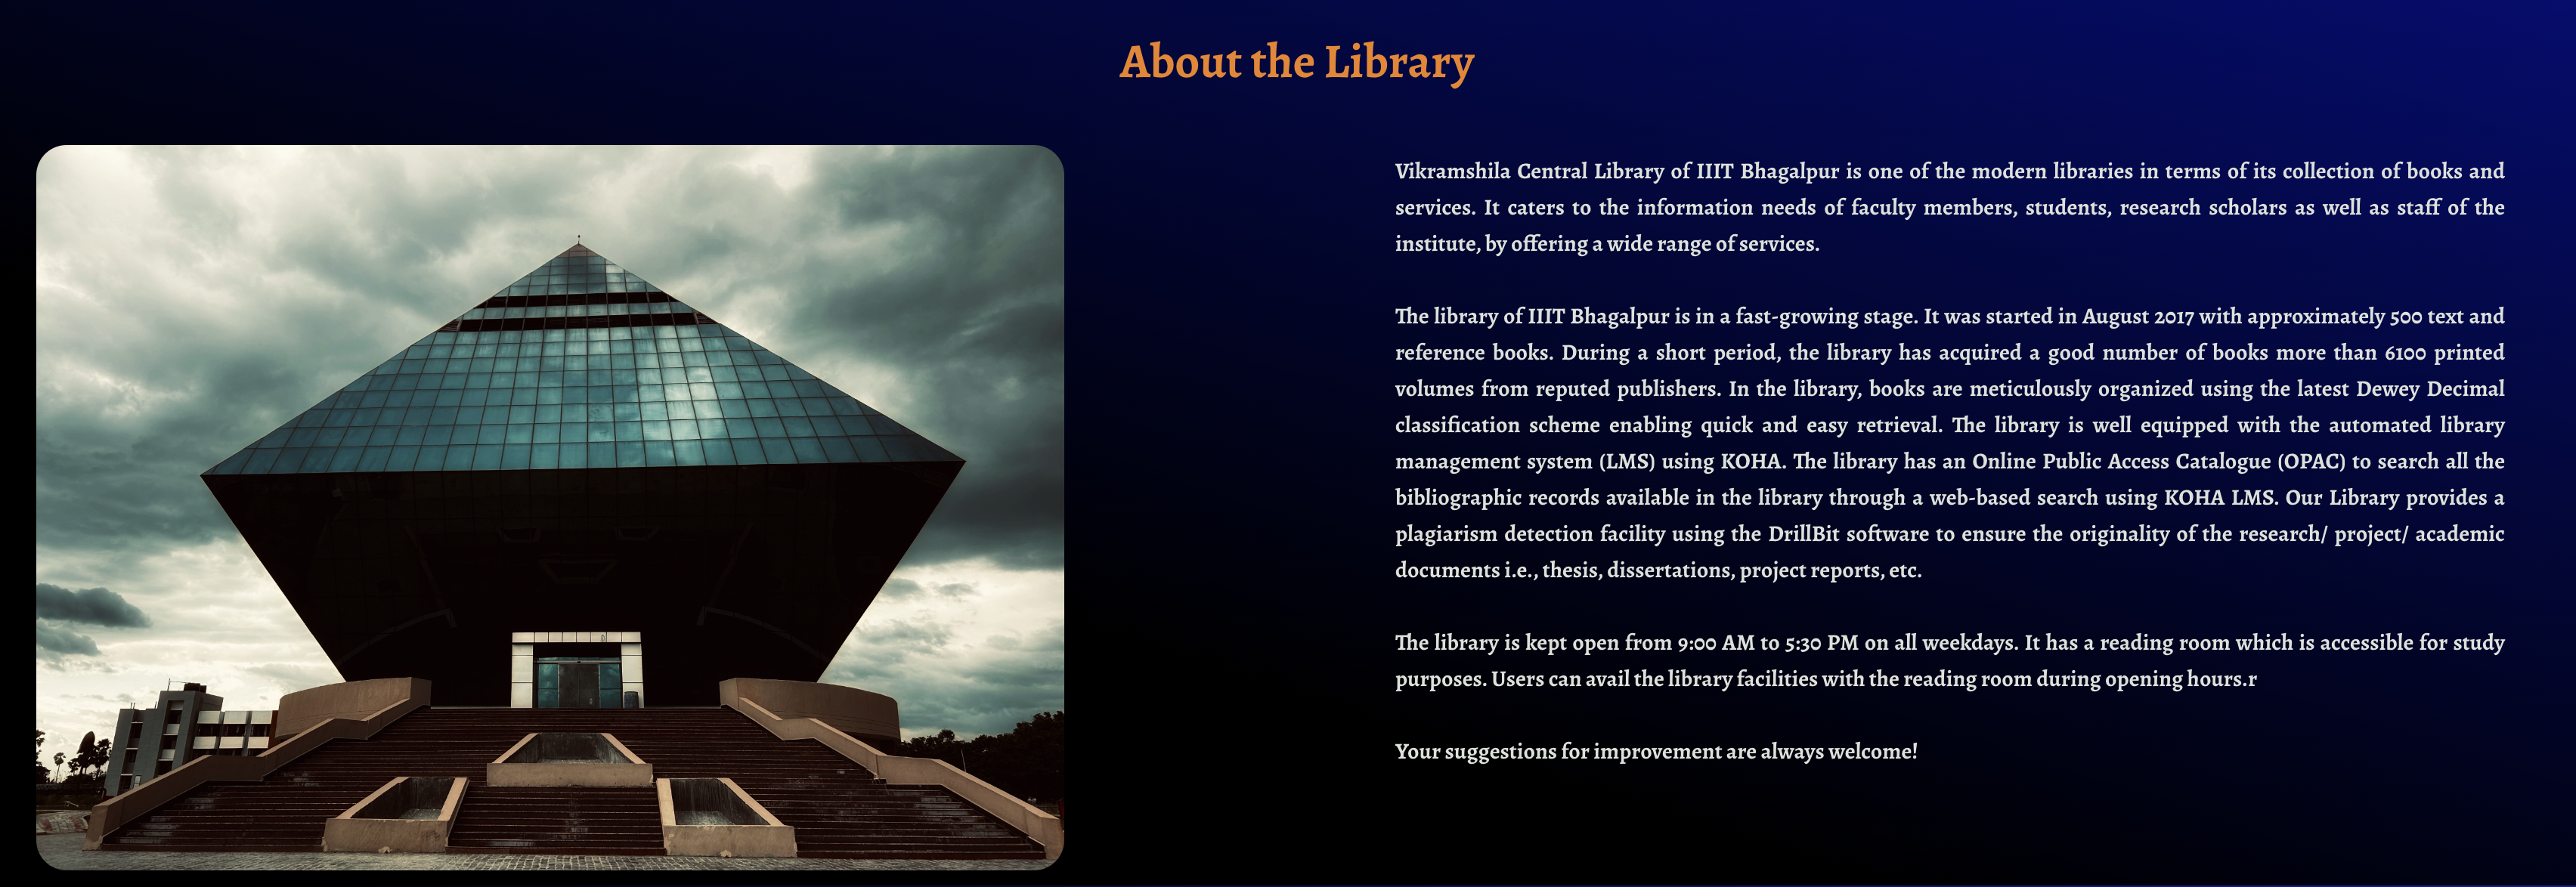 About the Library
Vikramshila Central Library of IIIT Bhagalpur is one of the modern libraries in terms of its collection of books and
services. It caters to the information needs of faculty members, students, research scholars as well as staff of the
institute, by offering a wide range of services.
The library of IIIT Bhagalpur is in a fast-growing stage. It was started in August 2017 with approximately 500 text and
reference books. During a short period, the library has acquired a good number of books more than 6100 printed
volumes from reputed publishers. In the library, books are meticulously organized using the latest Dewey Decimal
classification scheme enabling quick and easy retrieval. The library is well equipped with the automated library
management system (LMS) using KOHA. The library has an Online Public Access Catalogue (OPAC) to search all the
bibliographic records available in the library through a web-based search using KOHA LMS. Our Library provides a
plagiarism detection facility using the DrillBit software to ensure the originality of the research/ project/ academic
documents i.e., thesis, dissertations, project reports, etc.
The library is kept open from 9:00 AM to 5:30 PM on all weekdays. It has a reading room which is accessible for study
purposes. Users can avail the library facilities with the reading room during opening hours.r
Your suggestions for improvement are always welcome!